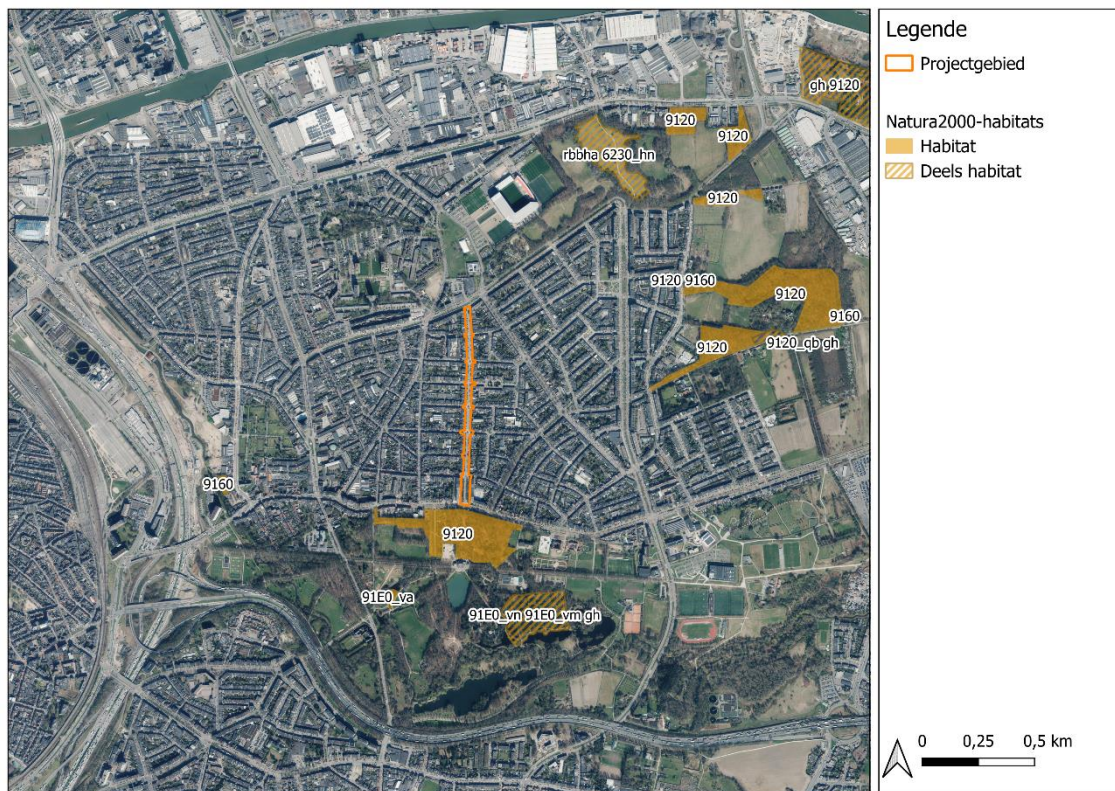 gh 9120
9120
9120
rbbha 6230_hn
9120
9120 9160
9120
9160
9120
9120_qb gh
9160
9120
91E0_va
91E0_vn 91E0_vm gh
Legende
Projectgebied
Natura2000-habitats
Habitat
Deels habitat
0 0,25 0,5 km